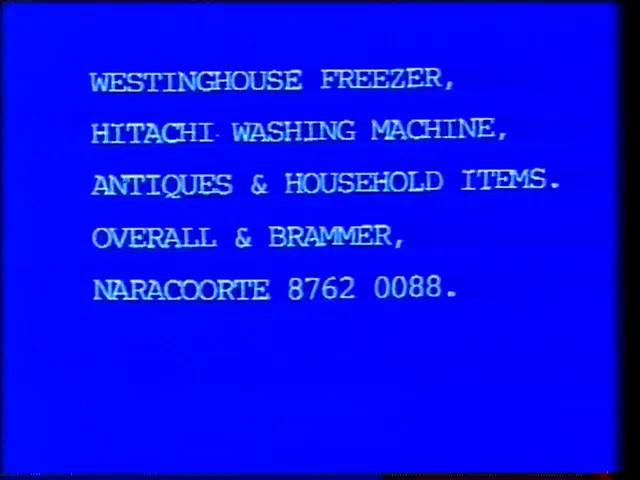 WESTINGHOUSE FREEZER,
HITACHI WASHING MACHINE,
ANTIQUES & HOUSEHOLD ITEMS.
OVERALL & BRAMMER,
NARACOORTE 8762 0088.